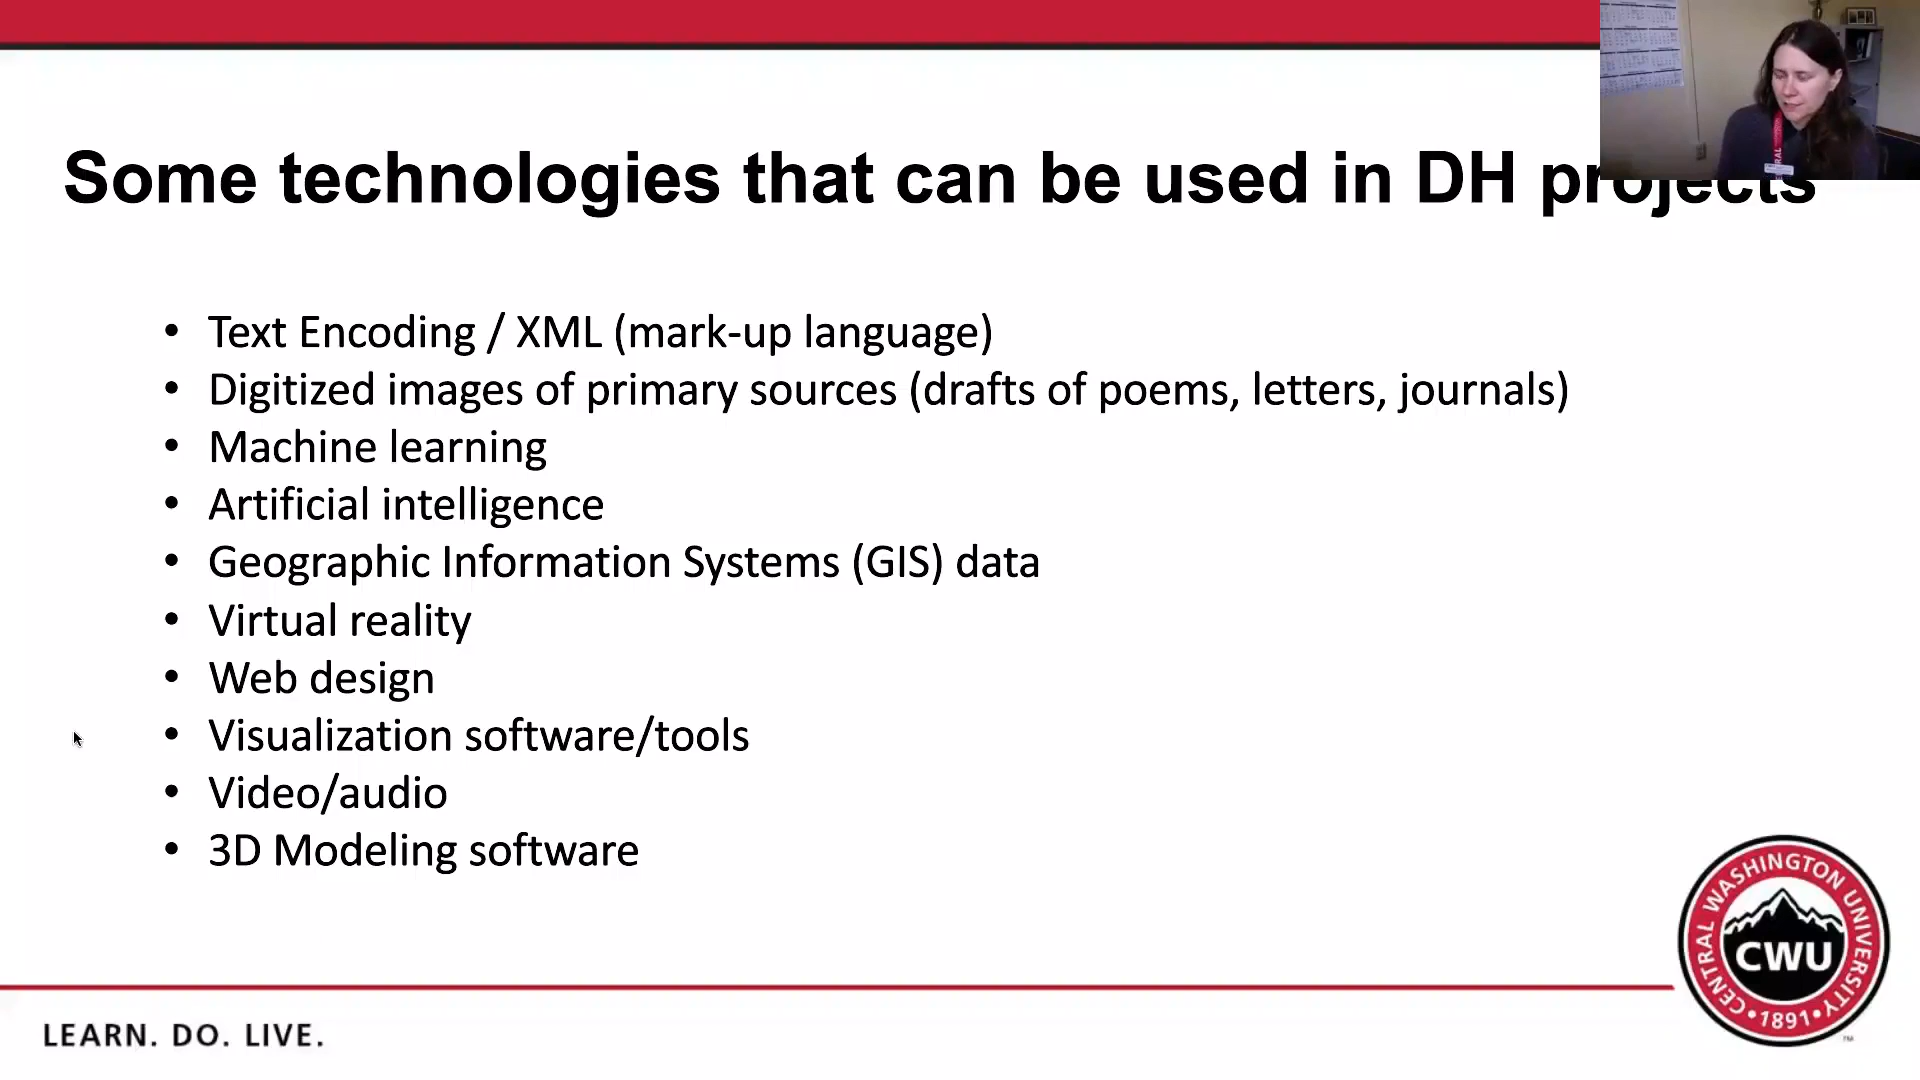 Some technologies that can be used in DH projects
• Text Encoding / XML (mark-up language)
• Digitized images of primary sources (drafts of poems, letters, journals)
• Machine learning
• Artificial intelligence
• Geographic Information Systems (GIS) data
• Virtual reality
• Web design
• Visualization software/tools
• Video/audio
• 3D Modeling software
CENTRAL WASHINGTON UNIVERSITY
CWU
• 1891 •
TM
LEARN. DO. LIVE.